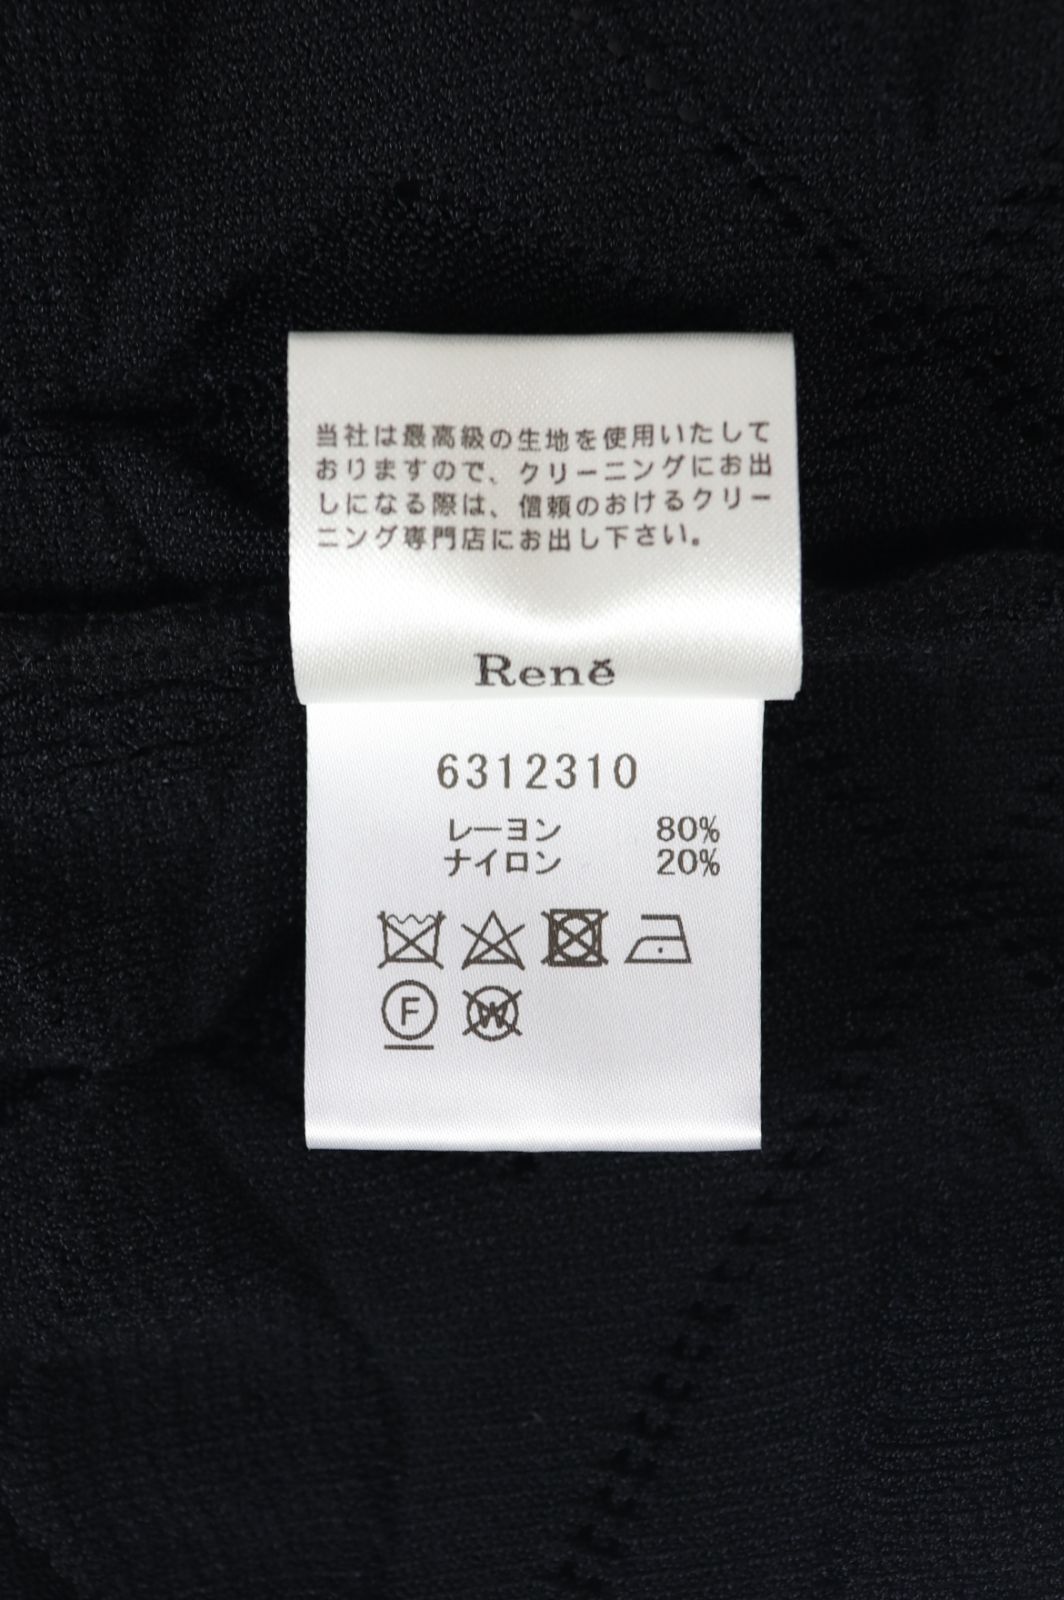 当社は最高級の生地を使用いたして
おりますので、クリーニングにお出
しになる際は、信頼のおけるクリー
ニング専門店にお出し下さい。
René
6312310
レーヨン 80%
ナイロン 20%
F W